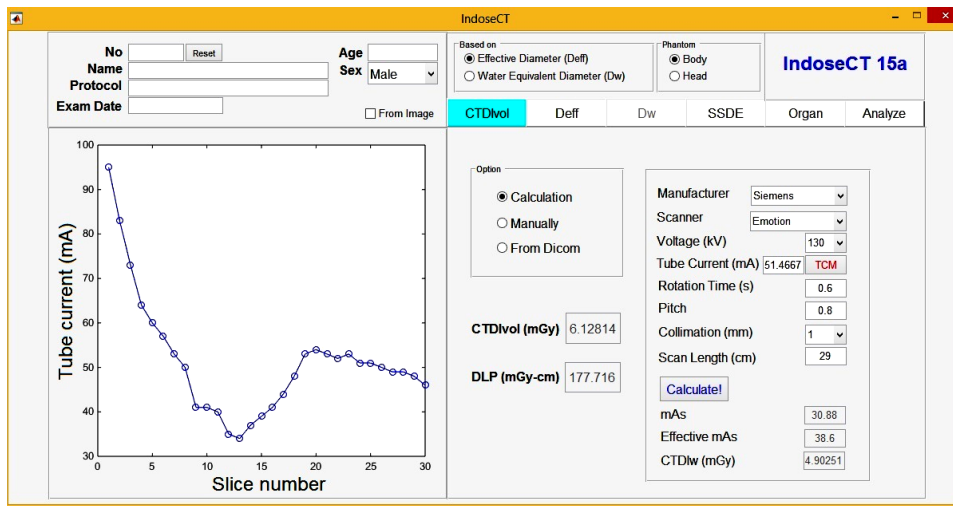 IndoseCT
No Reset Age
Name Sex Male
Protocol
Exam Date From Image
Based on
Effective Diameter (Deff)
Water Equivalent Diameter (Dw)
Phantom
Body
Head
IndoseCT 15a
CTDIvol Deff Dw SSDE Organ Analyze
100
90
80
70
60
50
40
30
Tube current (mA)
0 5 10 15 20 25 30
Slice number
Option
Calculation
Manually
From Dicom
CTDIvol (mGy) 6.12814
DLP (mGy-cm) 177.716
Manufacturer Siemens
Scanner Emotion
Voltage (kV) 130
Tube Current (mA) 51.4667 TCM
Rotation Time (s) 0.6
Pitch 0.8
Collimation (mm) 1
Scan Length (cm) 29
Calculate!
mAs 30.88
Effective mAs 38.6
CTDIw (mGy) 4.90251